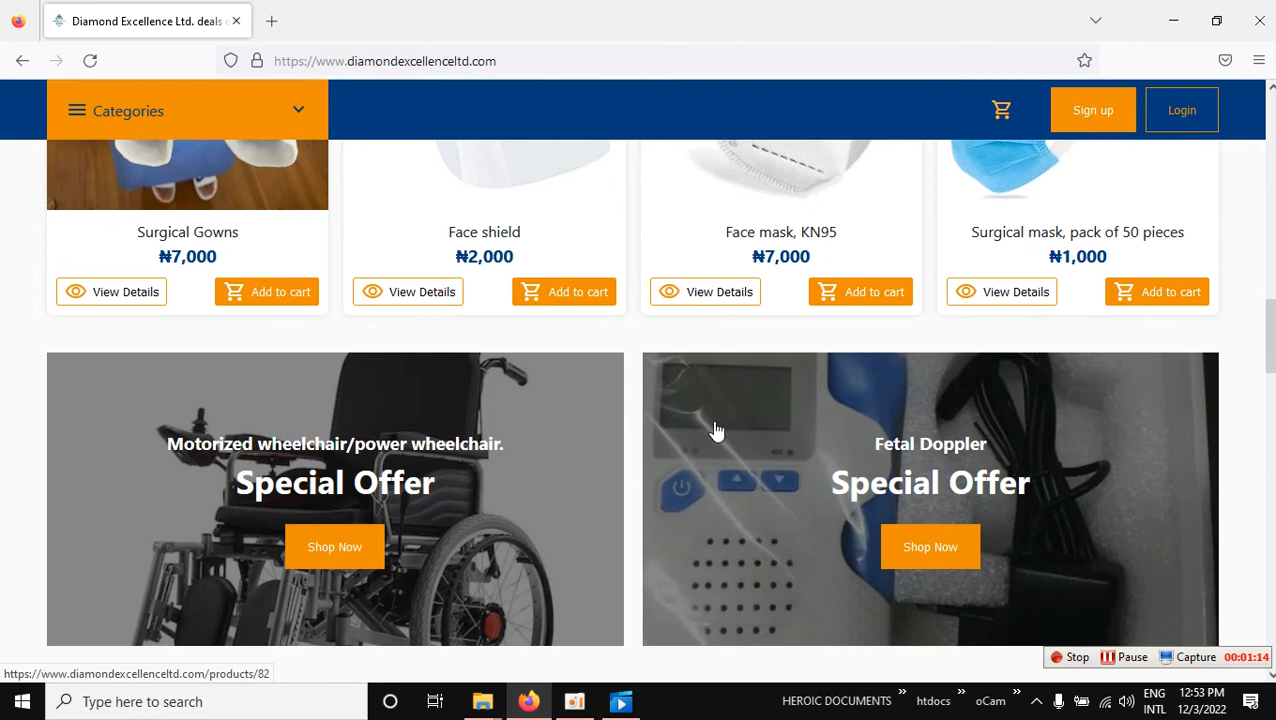 Diamond Excellence Ltd. deals
https://www.diamondexcellenceltd.com
Categories
Sign up
Login
Surgical Gowns
₦7,000
View Details
Add to cart
Face shield
₦2,000
View Details
Add to cart
Face mask, KN95
₦7,000
View Details
Add to cart
Surgical mask, pack of 50 pieces
₦1,000
View Details
Add to cart
Motorized wheelchair/power wheelchair.
Special Offer
Shop Now
Fetal Doppler
Special Offer
Shop Now
https://www.diamondexcellenceltd.com/products/82
Stop
Pause
Capture
00:01:14
Type here to search
HEROIC DOCUMENTS
htdocs
oCam
ENG
INTL
12:53 PM
12/3/2022